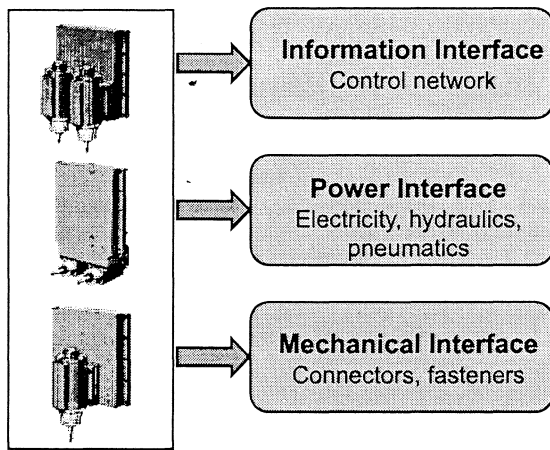 Information Interface
Control network
Power Interface
Electricity, hydraulics,
pneumatics
Mechanical Interface
Connectors, fasteners